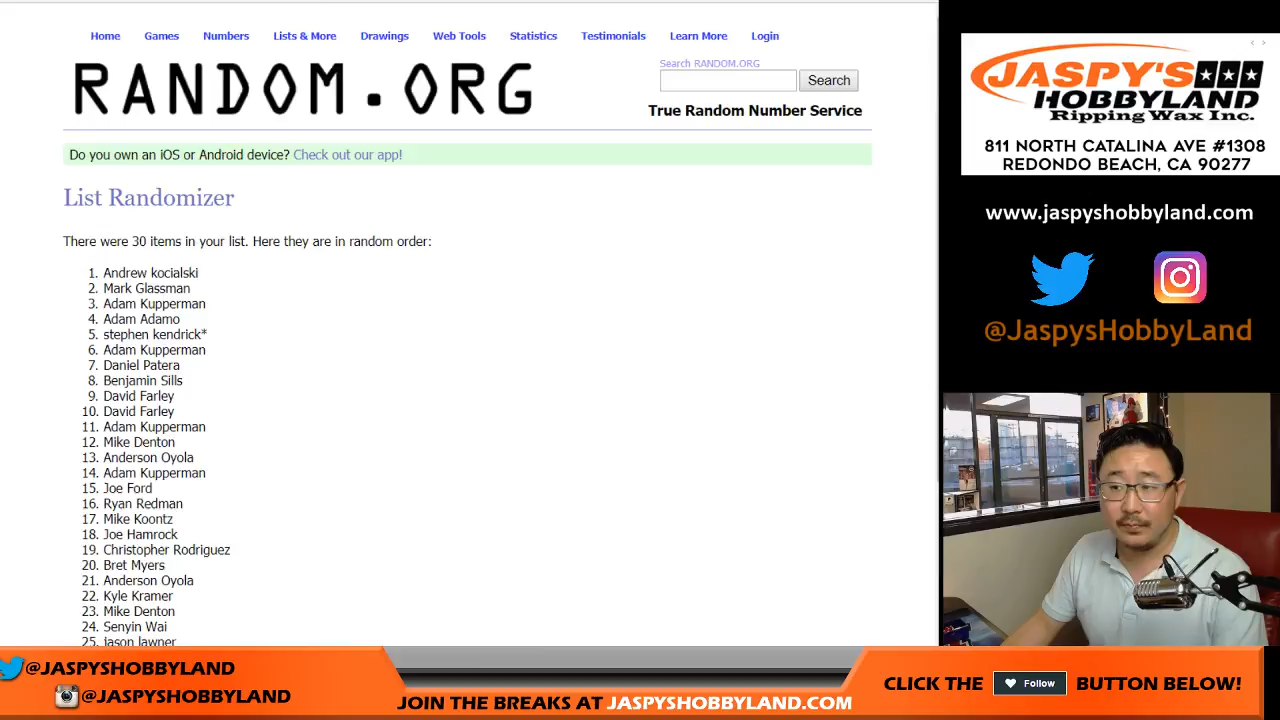 Home Games Numbers Lists & More Drawings Web Tools Statistics Testimonials Learn More Login
RANDOM.ORG
Search RANDOM.ORG
Search
True Random Number Service
Do you own an iOS or Android device? Check out our app!
List Randomizer
There were 30 items in your list. Here they are in random order:
1. Andrew kocialski
2. Mark Glassman
3. Adam Kupperman
4. Adam Adamo
5. stephen kendrick*
6. Adam Kupperman
7. Daniel Patera
8. Benjamin Sills
9. David Farley
10. David Farley
11. Adam Kupperman
12. Mike Denton
13. Anderson Oyola
14. Adam Kupperman
15. Joe Ford
16. Ryan Redman
17. Mike Koontz
18. Joe Hamrock
19. Christopher Rodriguez
20. Bret Myers
21. Anderson Oyola
22. Kyle Kramer
23. Mike Denton
24. Senyin Wai
25. jason lawner
JASPY'S
HOBBYLAND
Ripping Wax Inc.
811 NORTH CATALINA AVE #1308
REDONDO BEACH, CA 90277
www.jaspyshobbyland.com
@JaspysHobbyLand
@JASPYSHOBBYLAND
@JASPYSHOBBYLAND
JOIN THE BREAKS AT JASPYSHOBBYLAND.COM
CLICK THE Follow BUTTON BELOW!